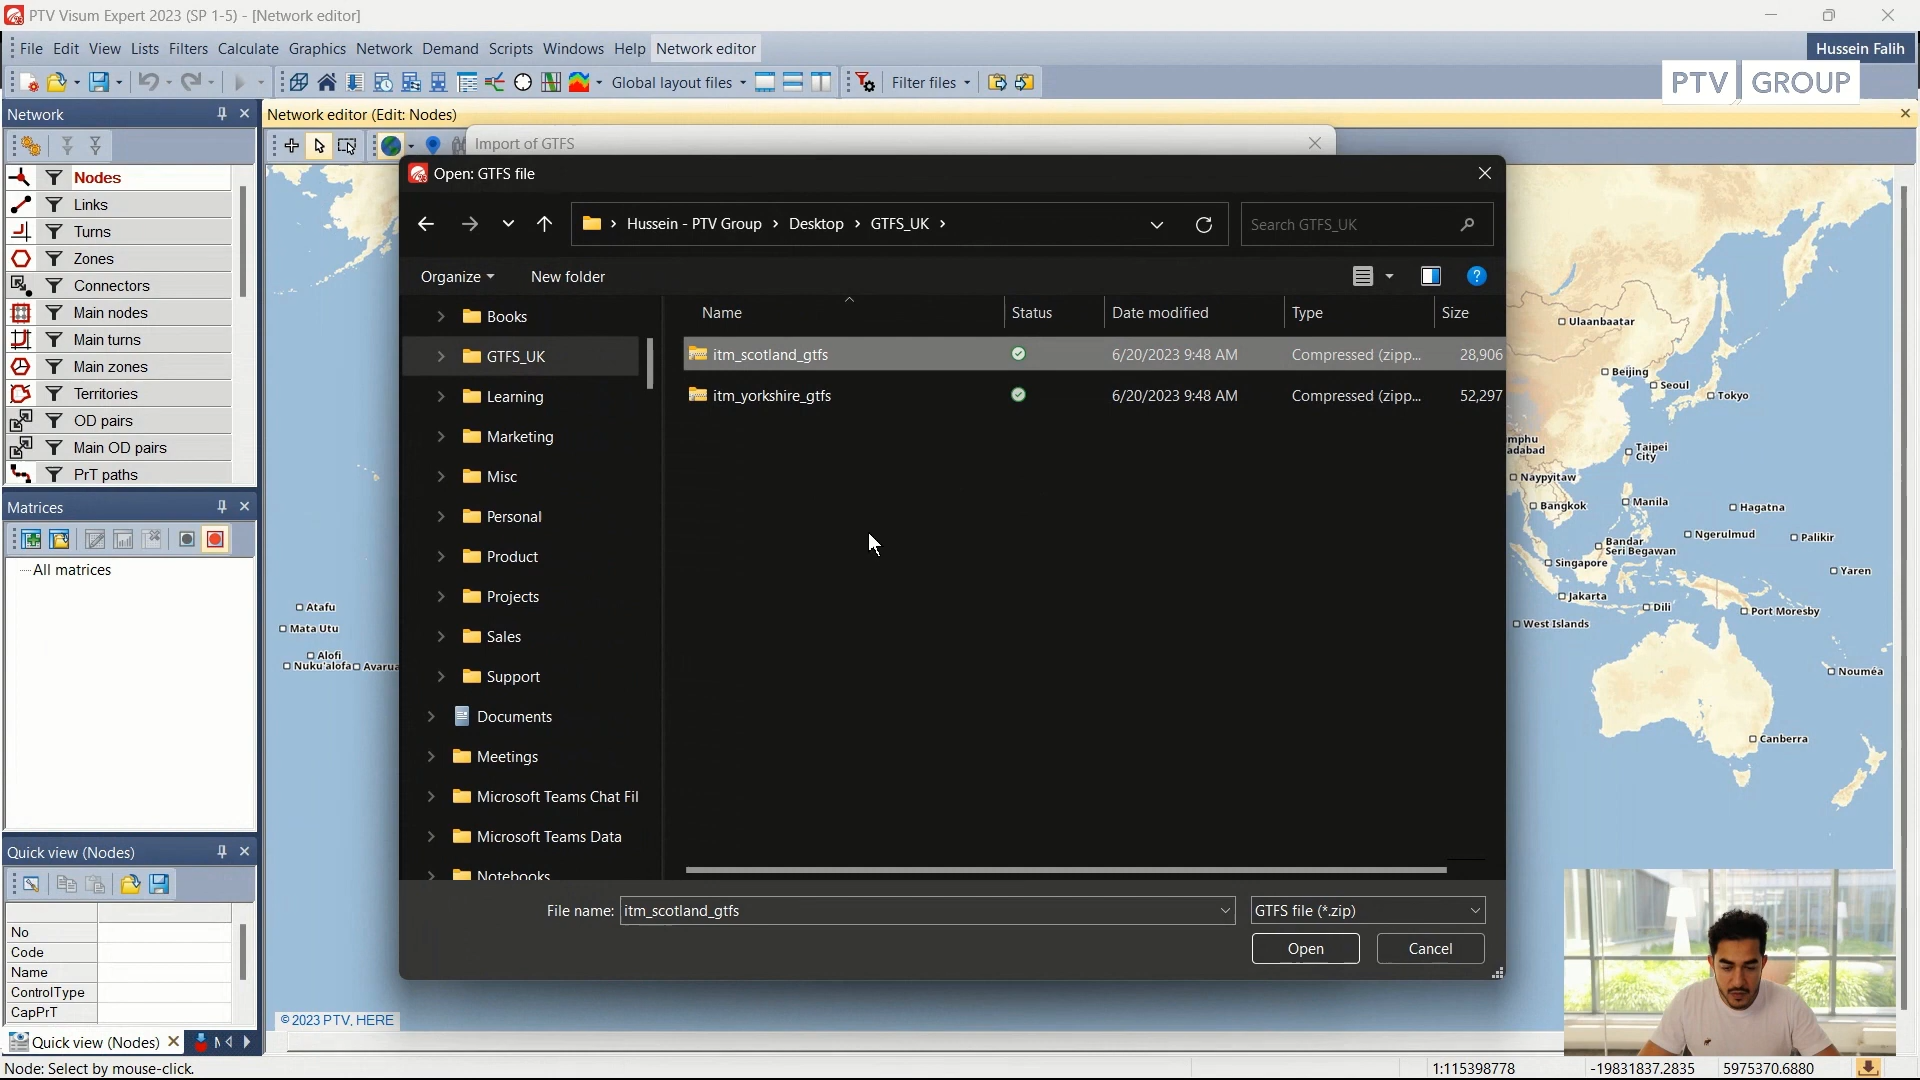 PTV Visum Expert 2023 (SP 1-5) - [Network editor]
File Edit View Lists Filters Calculate Graphics Network Demand Scripts Windows Help Network editor
Hussein Falih
Global layout files
Filter files
PTV GROUP
Network
Network editor (Edit: Nodes)
Import of GTFS
Nodes
Links
Turns
Zones
Connectors
Main nodes
Main turns
Main zones
Territories
OD pairs
Main OD pairs
PrT paths
Matrices
All matrices
Quick view (Nodes)
No
Code
Name
ControlType
CapPrT
Quick view (Nodes)
Node: Select by mouse-click.
Open: GTFS file
Hussein - PTV Group > Desktop > GTFS_UK >
Search GTFS_UK
Organize
New folder
Books
GTFS_UK
Learning
Marketing
Misc
Personal
Product
Projects
Sales
Support
Documents
Meetings
Microsoft Teams Chat Fil
Microsoft Teams Data
Notebooks
Name Status Date modified Type Size
itm_scotland_gtfs 6/20/2023 9:48 AM Compressed (zipp... 28,906
itm_yorkshire_gtfs 6/20/2023 9:48 AM Compressed (zipp... 52,297
File name: itm_scotland_gtfs
GTFS file (*.zip)
Open
Cancel
Atafu
Mata Utu
Alofi
Nuku'alofa
Avarua
Ulaanbaatar
Beijing
Seoul
Tokyo
Taipei
City
Naypyitaw
Manila
Bangkok
Hagatna
Ngerulmud
Palikir
Bandar
Seri Begawan
Singapore
Yaren
Jakarta
Dili
Port Moresby
West Islands
Nouméa
Canberra
© 2023 PTV, HERE
1:115398778
-19831837.2835
5975370.6880